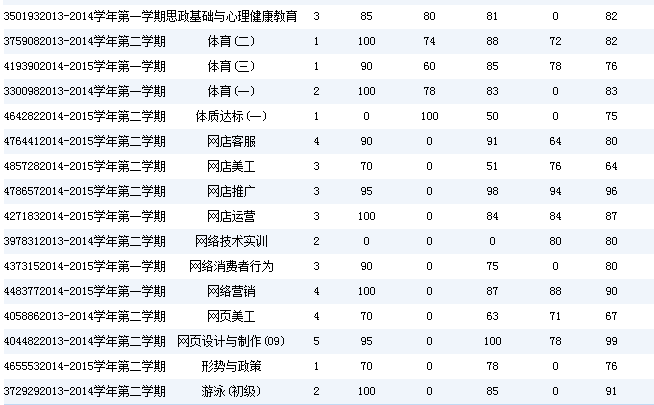 3501932013-2014学年第一学期思政基础与心理健康教育 3 85 80 81 0 82
3759082013-2014学年第二学期 体育(二) 1 100 74 88 72 82
4193902014-2015学年第一学期 体育(三) 1 90 60 85 78 76
3300982013-2014学年第一学期 体育(一) 2 100 78 83 0 83
4642822014-2015学年第二学期 体质达标(一) 1 0 100 50 0 75
4764412014-2015学年第二学期 网店客服 4 90 0 91 64 80
4857282014-2015学年第二学期 网店美工 3 70 0 51 76 64
4786572014-2015学年第二学期 网店推广 3 95 0 98 94 96
4271832014-2015学年第一学期 网店运营 3 100 0 84 84 87
3978312013-2014学年第二学期 网络技术实训 2 0 0 0 80 80
4373152014-2015学年第一学期 网络消费者行为 3 90 0 75 0 80
4483772014-2015学年第一学期 网络营销 4 100 0 87 88 90
4058862013-2014学年第二学期 网页美工 4 70 0 63 71 67
4044822013-2014学年第二学期 网页设计与制作(09) 5 95 0 100 78 99
4655532014-2015学年第二学期 形势与政策 1 70 0 78 0 76
3729292013-2014学年第二学期 游泳(初级) 2 100 0 85 0 91